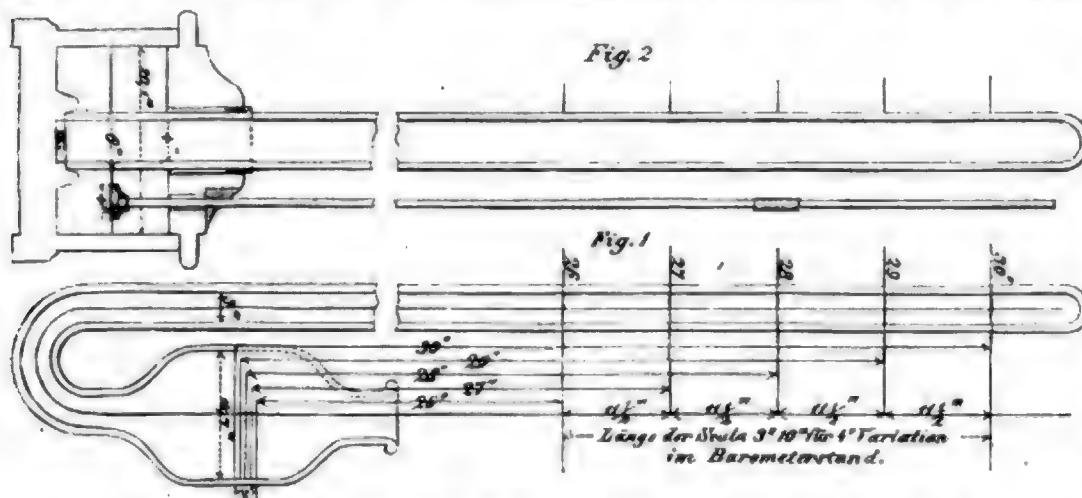 Fig. 2
Fig. 1
26
27
28
29
30"
30"
29"
28"
27"
26"
11½"' 11½"' 11½"' 11½"'
Länge der Scala 3" 10"' für 4" Variation
im Barometerstand.